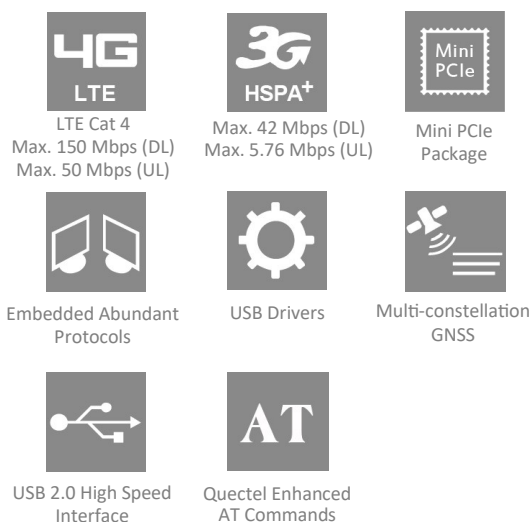 4G
LTE
LTE Cat 4
Max. 150 Mbps (DL)
Max. 50 Mbps (UL)
3G
HSPA+
Max. 42 Mbps (DL)
Max. 5.76 Mbps (UL)
Mini
PCIe
Mini PCIe
Package
Embedded Abundant
Protocols
USB Drivers
Multi-constellation
GNSS
USB 2.0 High Speed
Interface
AT
Quectel Enhanced
AT Commands